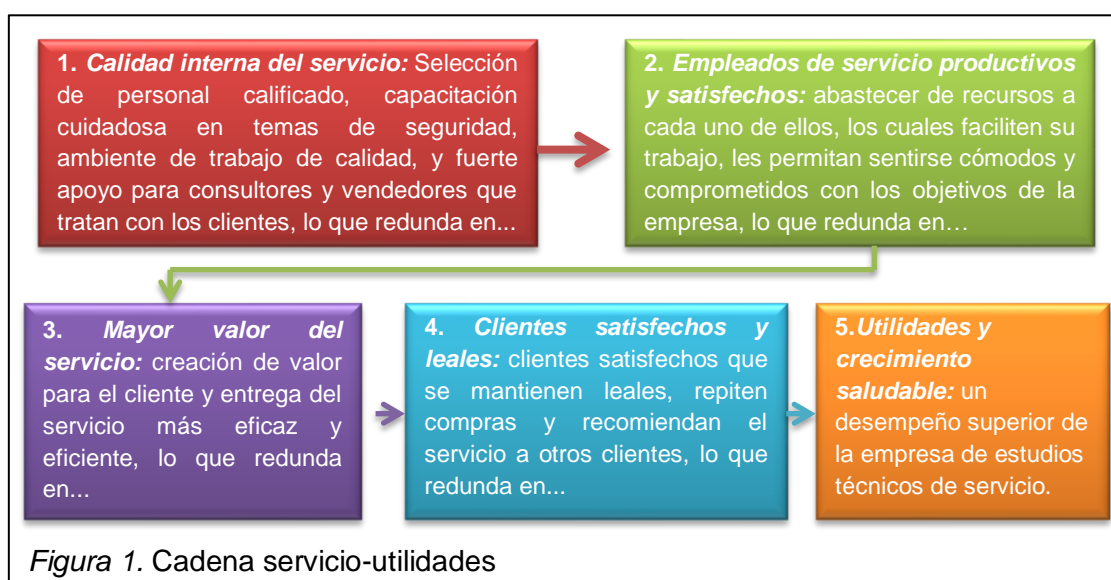 1. Calidad interna del servicio: Selección
de personal calificado, capacitación
cuidadosa en temas de seguridad,
ambiente de trabajo de calidad, y fuerte
apoyo para consultores y vendedores que
tratan con los clientes, lo que redunda en...
2. Empleados de servicio productivos
y satisfechos: abastecer de recursos a
cada uno de ellos, los cuales faciliten su
trabajo, les permitan sentirse cómodos y
comprometidos con los objetivos de la
empresa, lo que redunda en…
3. Mayor valor del
servicio: creación de valor
para el cliente y entrega del
servicio más eficaz y
eficiente, lo que redunda
en...
4. Clientes satisfechos y
leales: clientes satisfechos que
se mantienen leales, repiten
compras y recomiendan el
servicio a otros clientes, lo que
redunda en...
5.Utilidades y
crecimiento
saludable: un
desempeño superior de
la empresa de estudios
técnicos de servicio.
Figura 1. Cadena servicio-utilidades